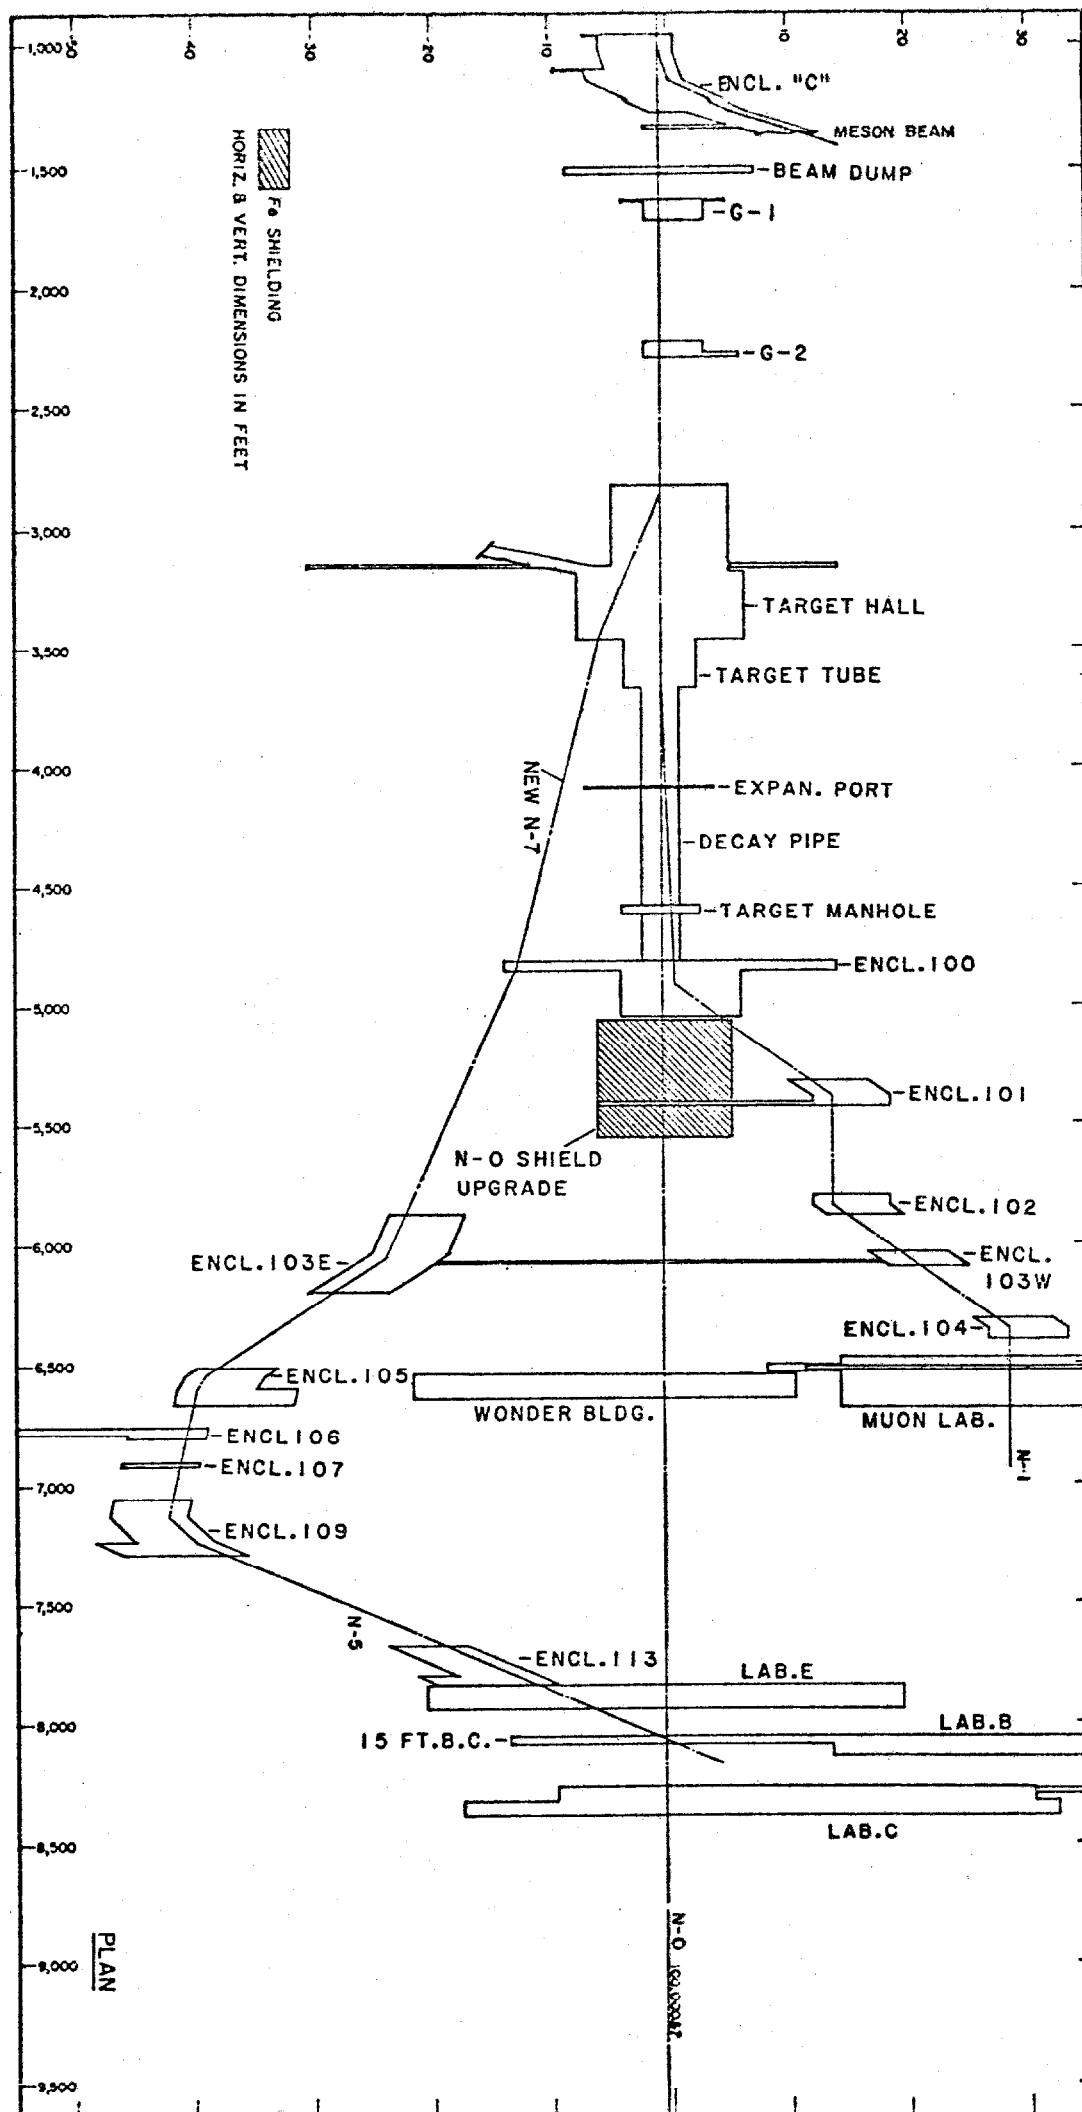 -50
-40
-30
-20
-10
0
10
20
30
1,000
ENCL. "C"
MESON BEAM
1,500
BEAM DUMP
G-1
Fe SHIELDING
HORIZ. & VERT. DIMENSIONS IN FEET
2,000
G-2
2,500
3,000
TARGET HALL
3,500
TARGET TUBE
4,000
NEW N-7
EXPAN. PORT
DECAY PIPE
4,500
TARGET MANHOLE
ENCL.100
5,000
ENCL.101
5,500
N-0 SHIELD
UPGRADE
ENCL.102
6,000
ENCL.103E
ENCL.
103W
ENCL.104
6,500
ENCL.105
WONDER BLDG.
MUON LAB.
ENCL106
ENCL.107
N-1
7,000
ENCL.109
7,500
N-5
ENCL.113
LAB.E
8,000
15 FT.B.C.
LAB.B
8,500
LAB.C
N-0
9,000
PLAN
9,500